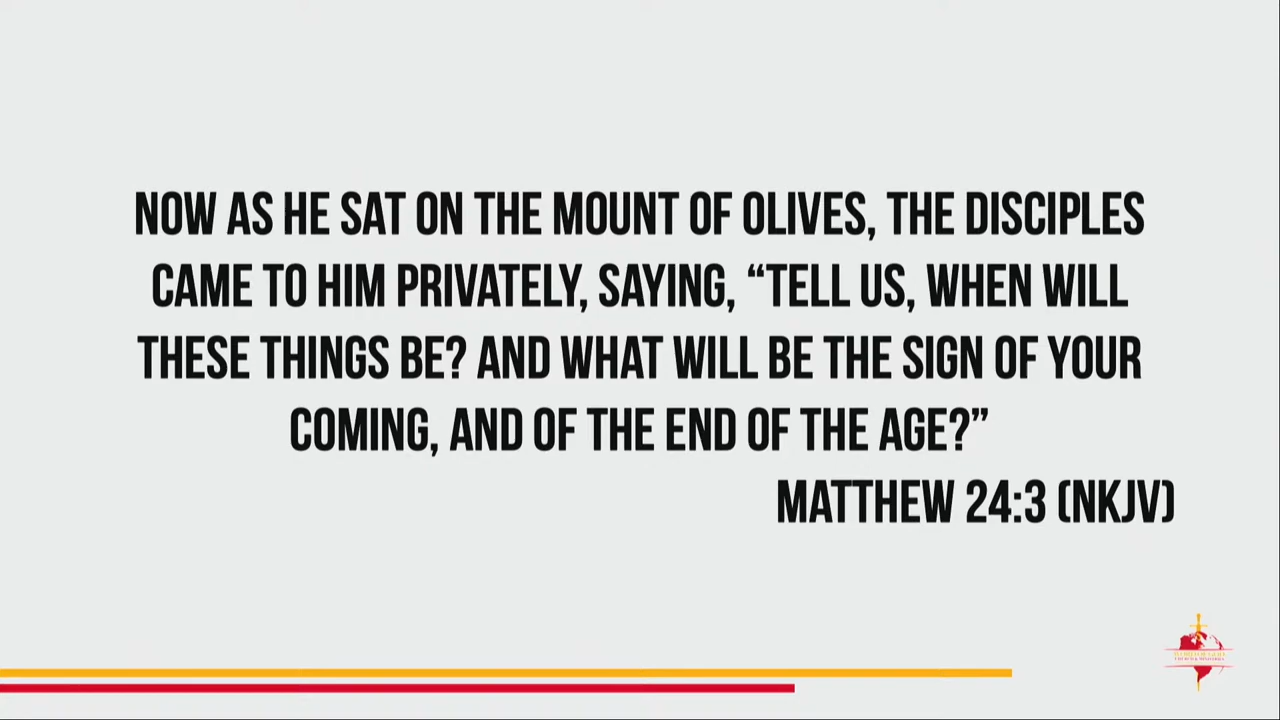 NOW AS HE SAT ON THE MOUNT OF OLIVES, THE DISCIPLES
CAME TO HIM PRIVATELY, SAYING, “TELL US, WHEN WILL
THESE THINGS BE? AND WHAT WILL BE THE SIGN OF YOUR
COMING, AND OF THE END OF THE AGE?”
MATTHEW 24:3 (NKJV)